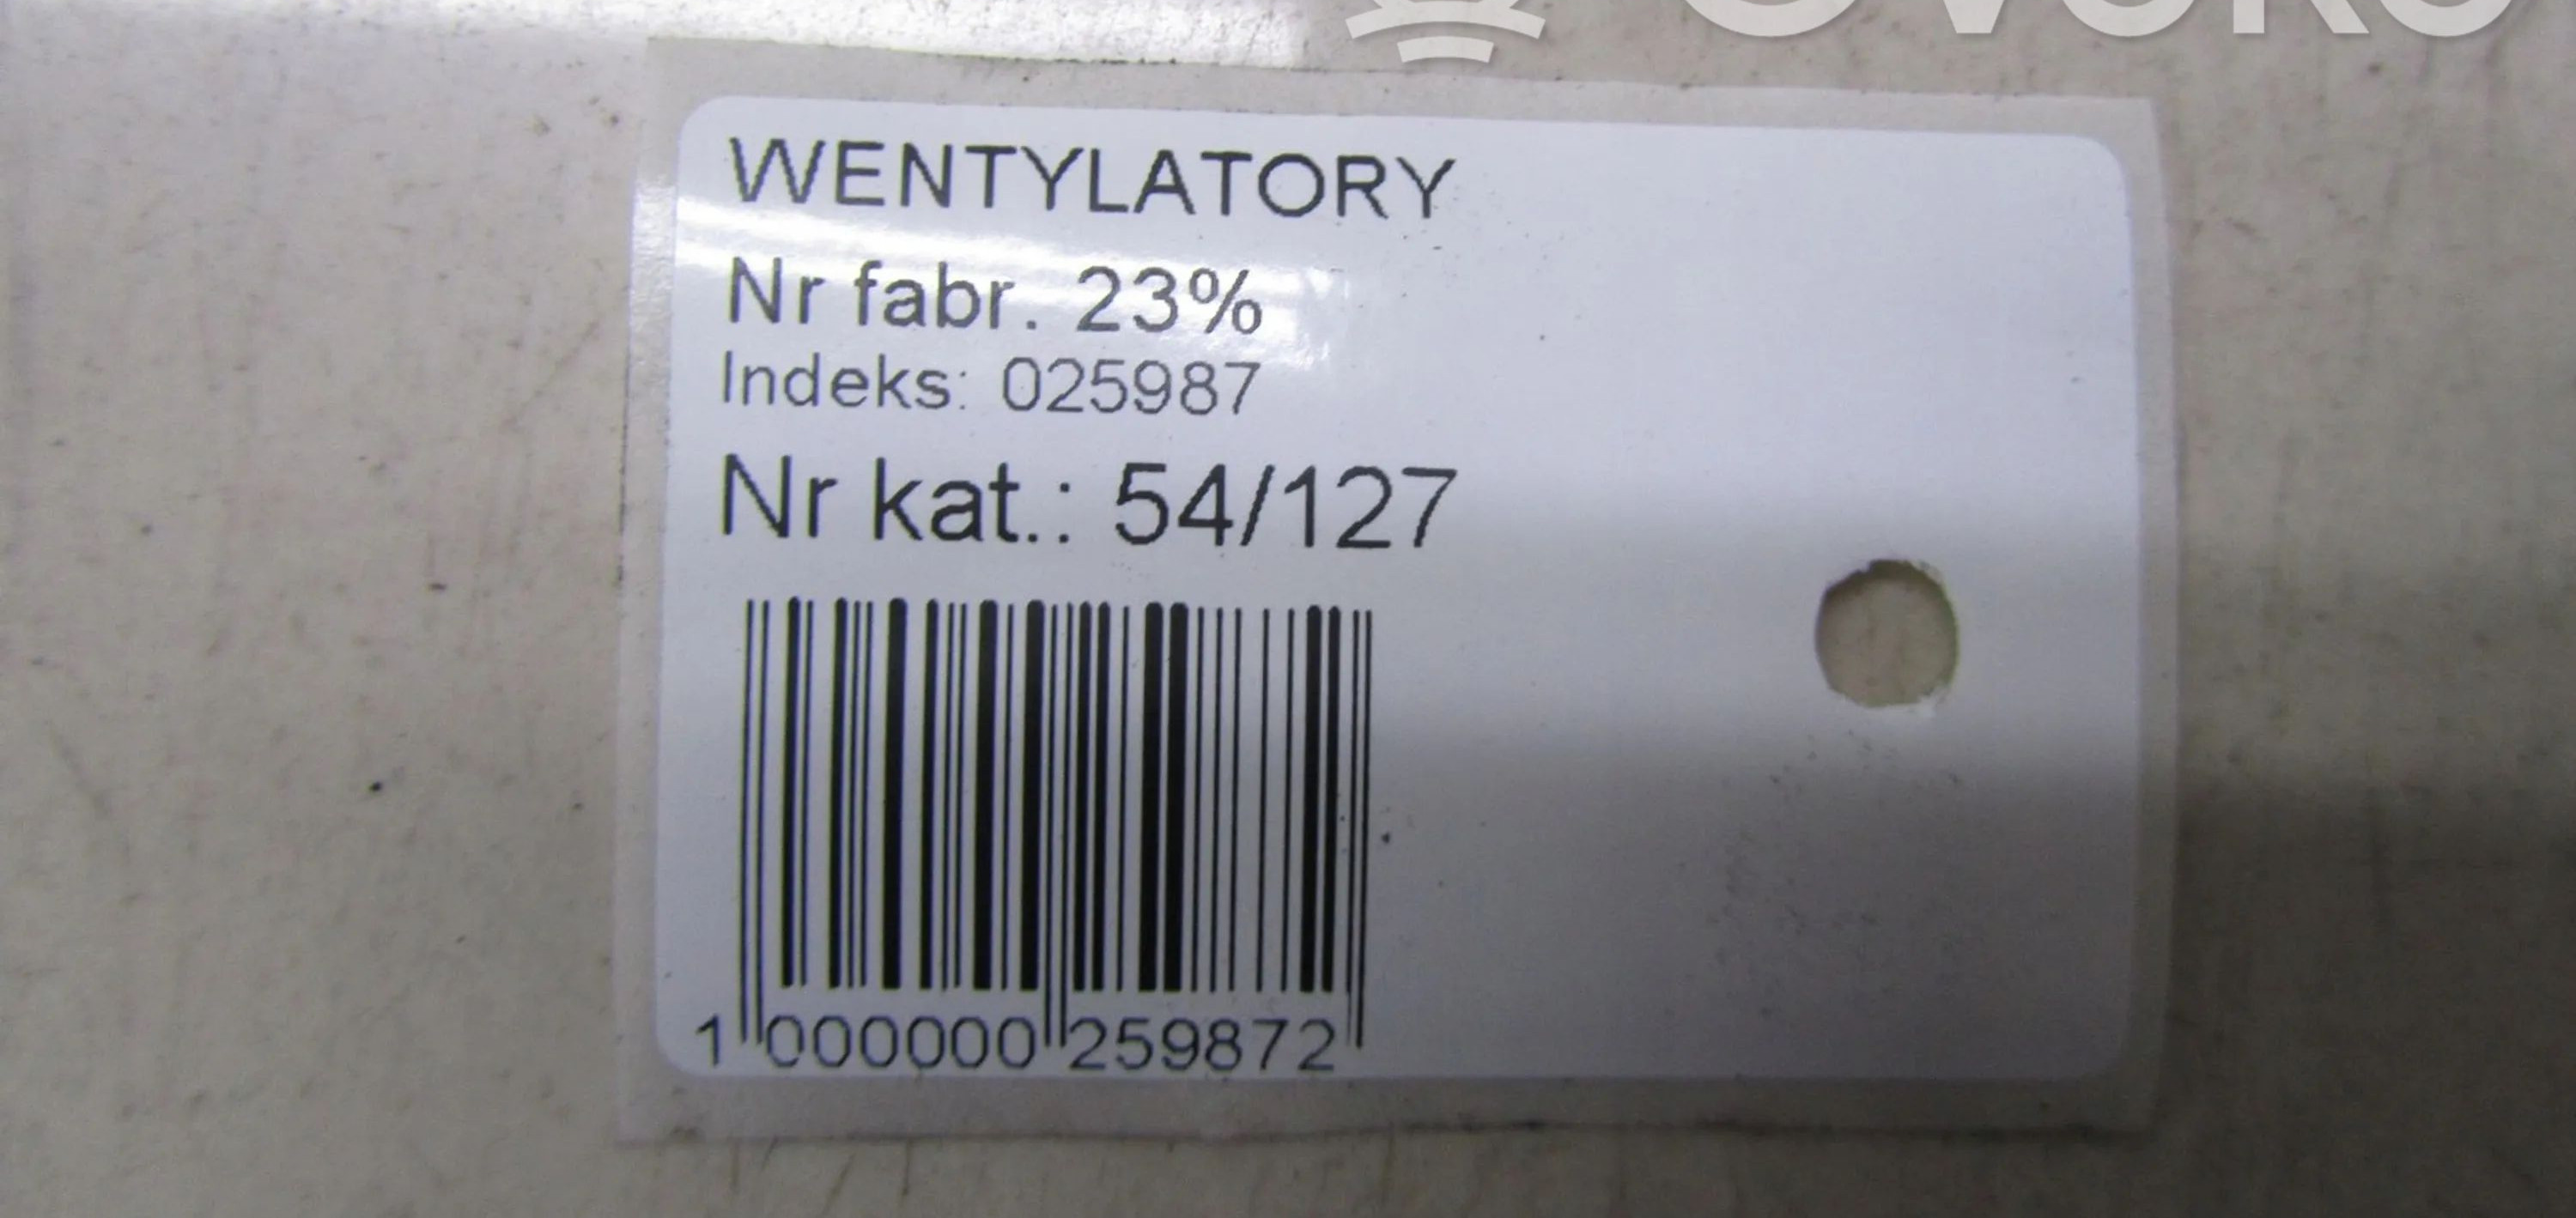 WENTYLATORY
Nr fabr. 23%
Indeks: 025987
Nr kat.: 54/127
1 000000 259872